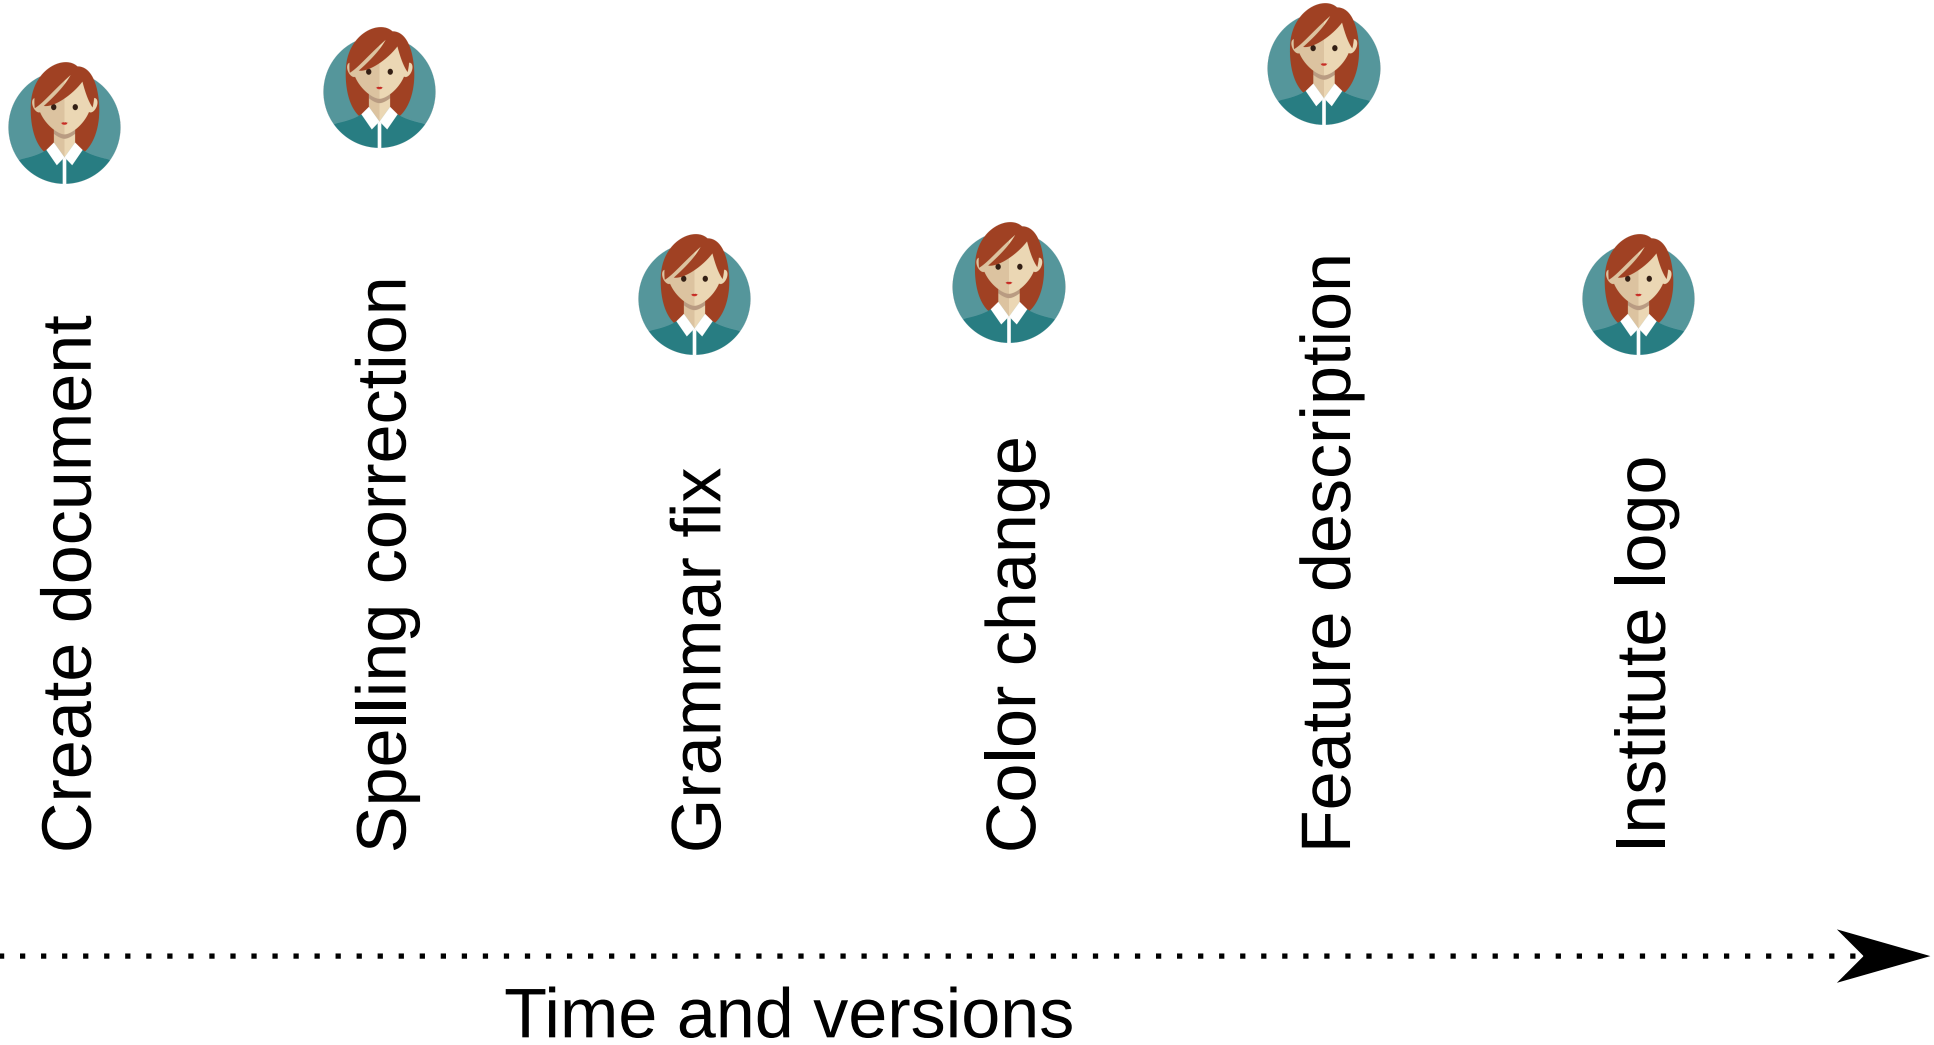 Create document
Spelling correction
Grammar fix
Color change
Feature description
Institute logo
Time and versions